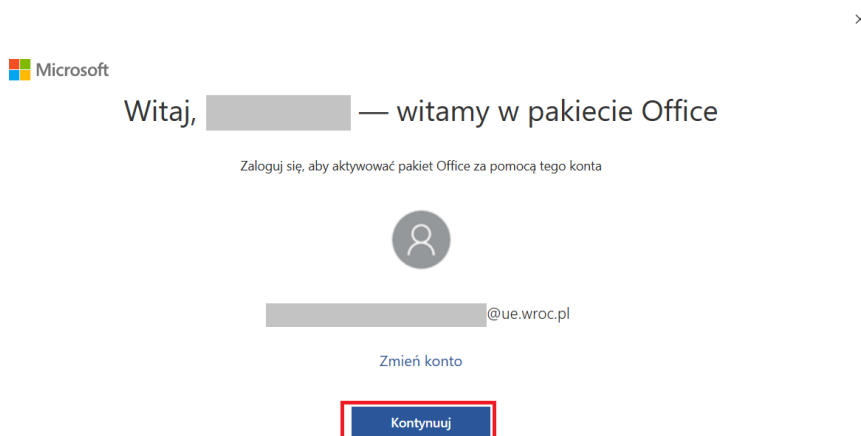 Microsoft
Witaj, — witamy w pakiecie Office
Zaloguj się, aby aktywować pakiet Office za pomocą tego konta
@ue.wroc.pl
Zmień konto
Kontynuuj